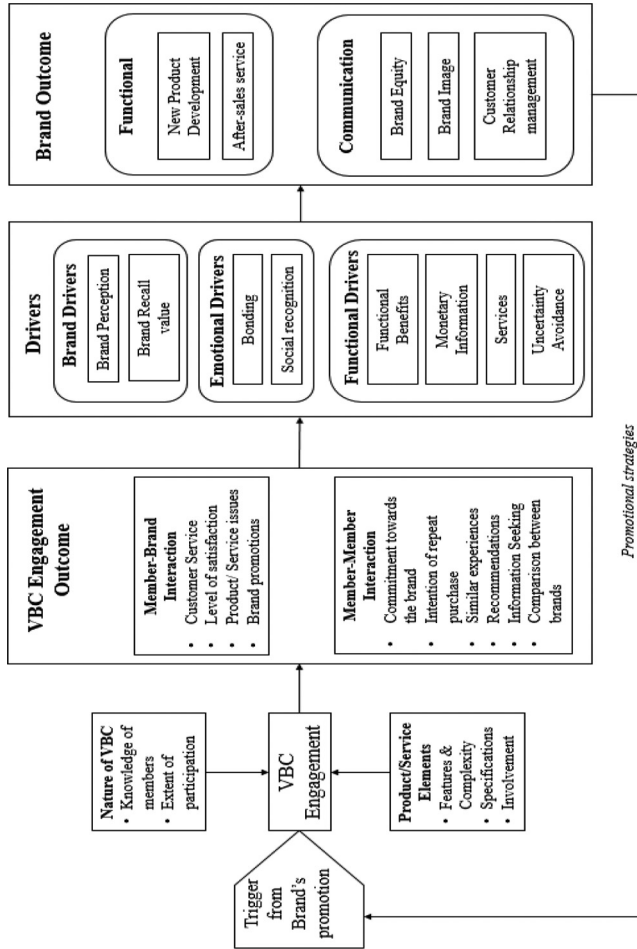 Trigger
from
Brand's
promotion
Nature of VBC
• Knowledge of
members
• Extent of
participation
VBC
Engagement
Product/Service
Elements
• Features &
Complexity
• Specifications
• Involvement
VBC Engagement
Outcome
Member-Brand
Interaction
• Customer Service
• Level of satisfaction
• Product/ Service issues
• Brand promotions
Member-Member
Interaction
• Commitment towards
the brand
• Intention of repeat
purchase
• Similar experiences
• Recommendations
• Information Seeking
• Comparison between
brands
Drivers
Brand Drivers
Brand Perception
Brand Recall
value
Emotional Drivers
Bonding
Social recognition
Functional Drivers
Functional
Benefits
Monetary
Information
Services
Uncertainty
Avoidance
Brand Outcome
Functional
New Product
Development
After-sales service
Communication
Brand Equity
Brand Image
Customer
Relationship
management
Promotional strategies